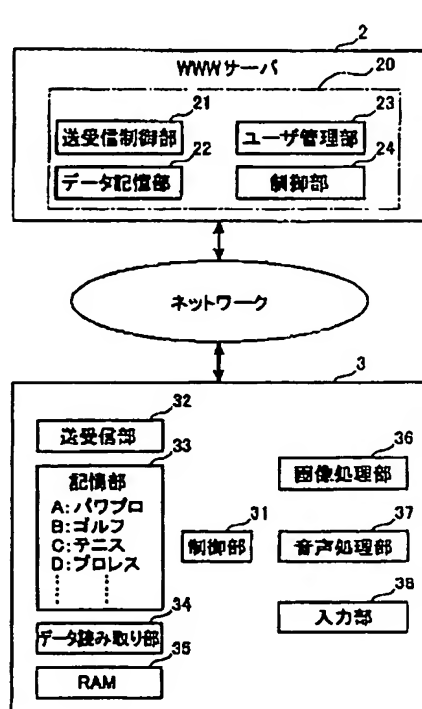 2
WWWサーバ
20
21
送受信制御部
23
ユーザ管理部
22
データ記憶部
24
制御部
ネットワーク
3
32
送受信部
33
記憶部
A:パワプロ
B:ゴルフ
C:テニス
D:プロレス
36
画像処理部
31
制御部
37
音声処理部
34
データ読み取り部
38
入力部
35
RAM